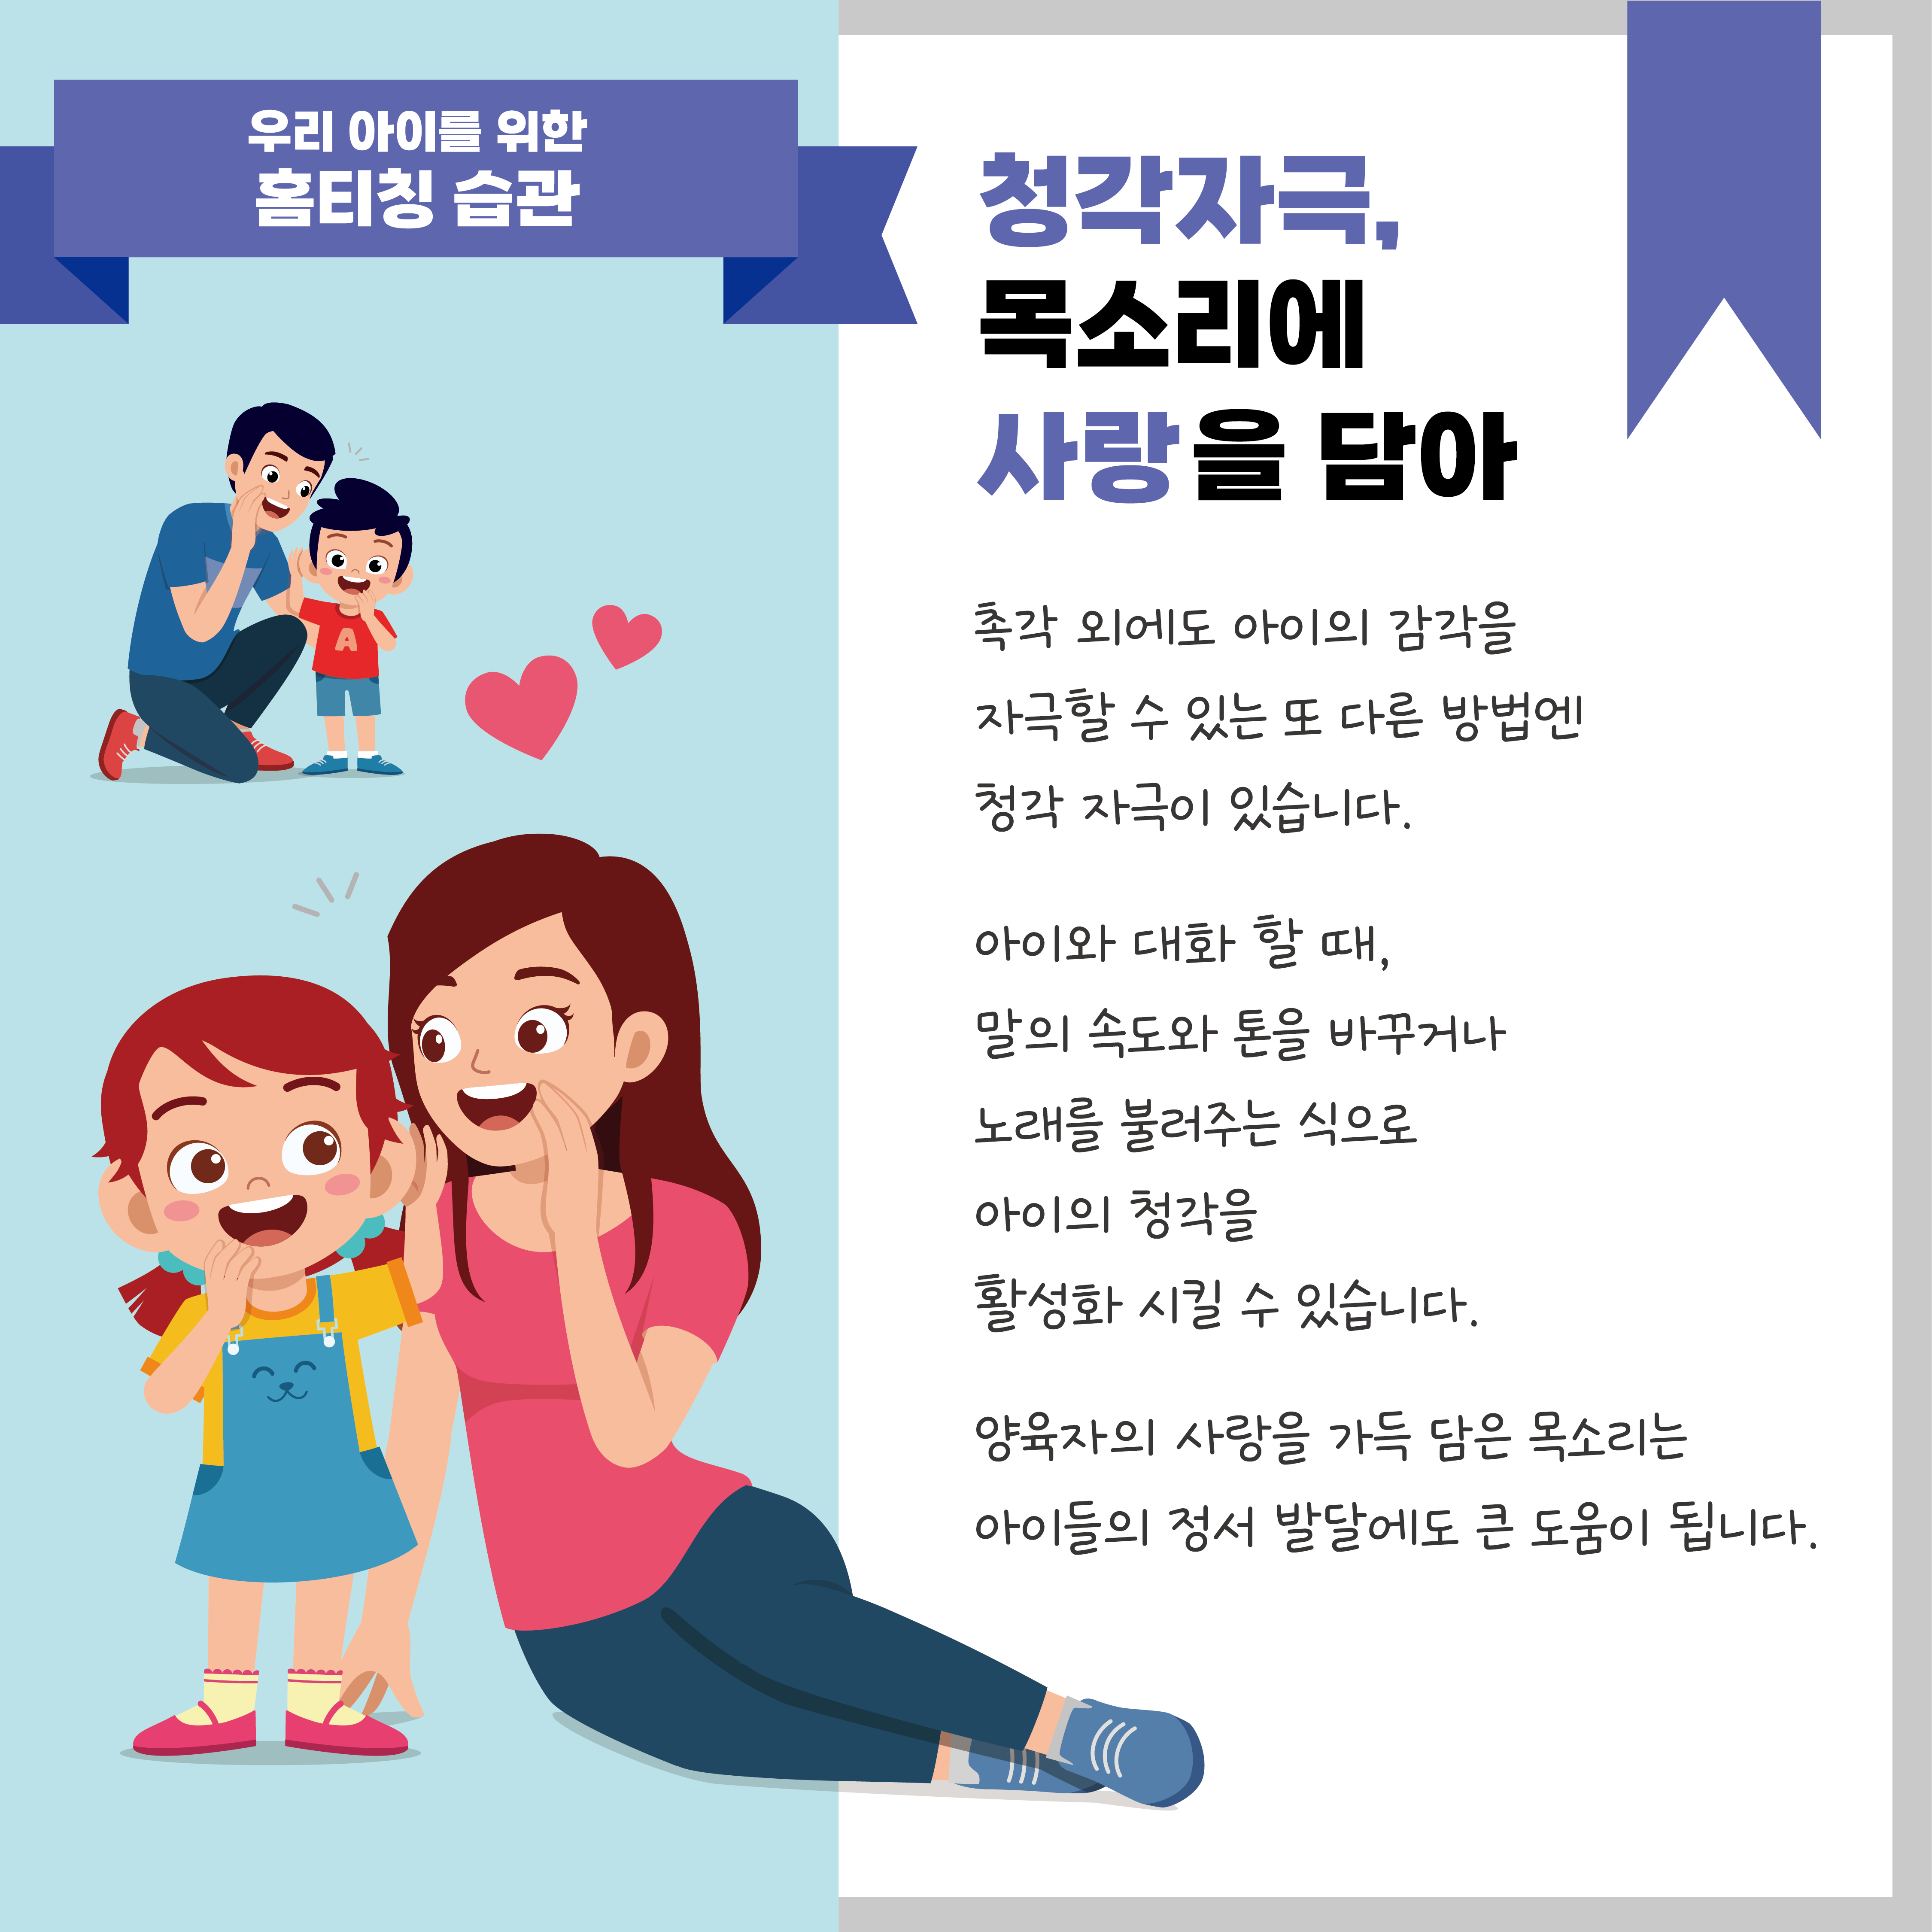 우리 아이를 위한
홈티칭 습관
청각자극,
목소리에
사랑을 담아
촉각 외에도 아이의 감각을
자극할 수 있는 또 다른 방법엔
청각 자극이 있습니다.
아이와 대화 할 때,
말의 속도와 톤을 바꾸거나
노래를 불러주는 식으로
아이의 청각을
활성화 시킬 수 있습니다.
양육자의 사랑을 가득 담은 목소리는
아이들의 정서 발달에도 큰 도움이 됩니다.
A